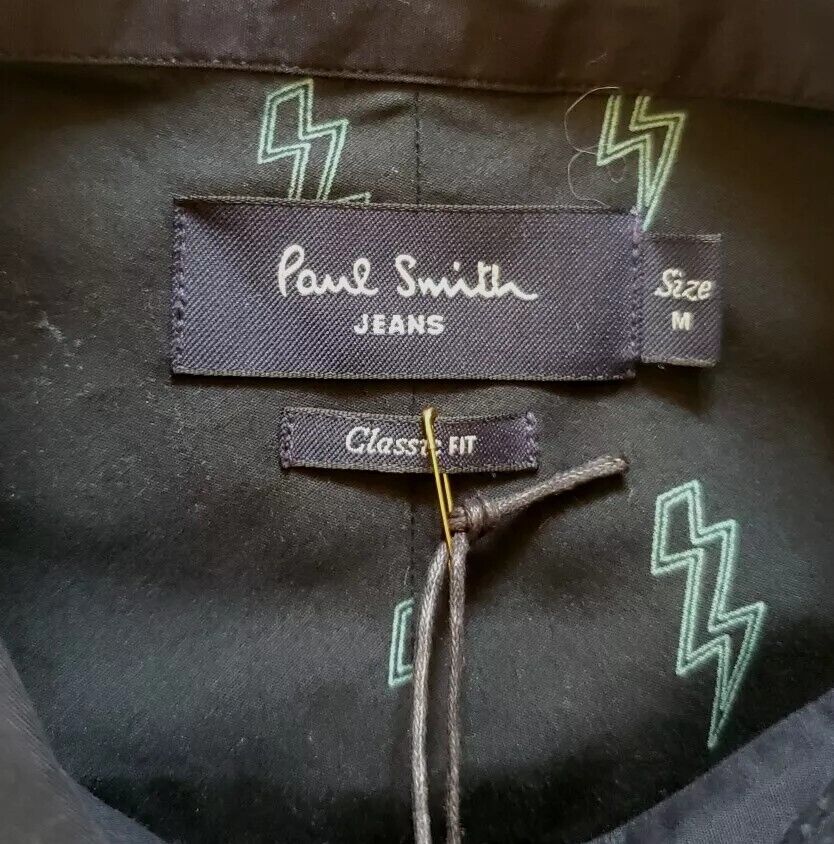 Paul Smith
JEANS
Size
M
Classic FIT